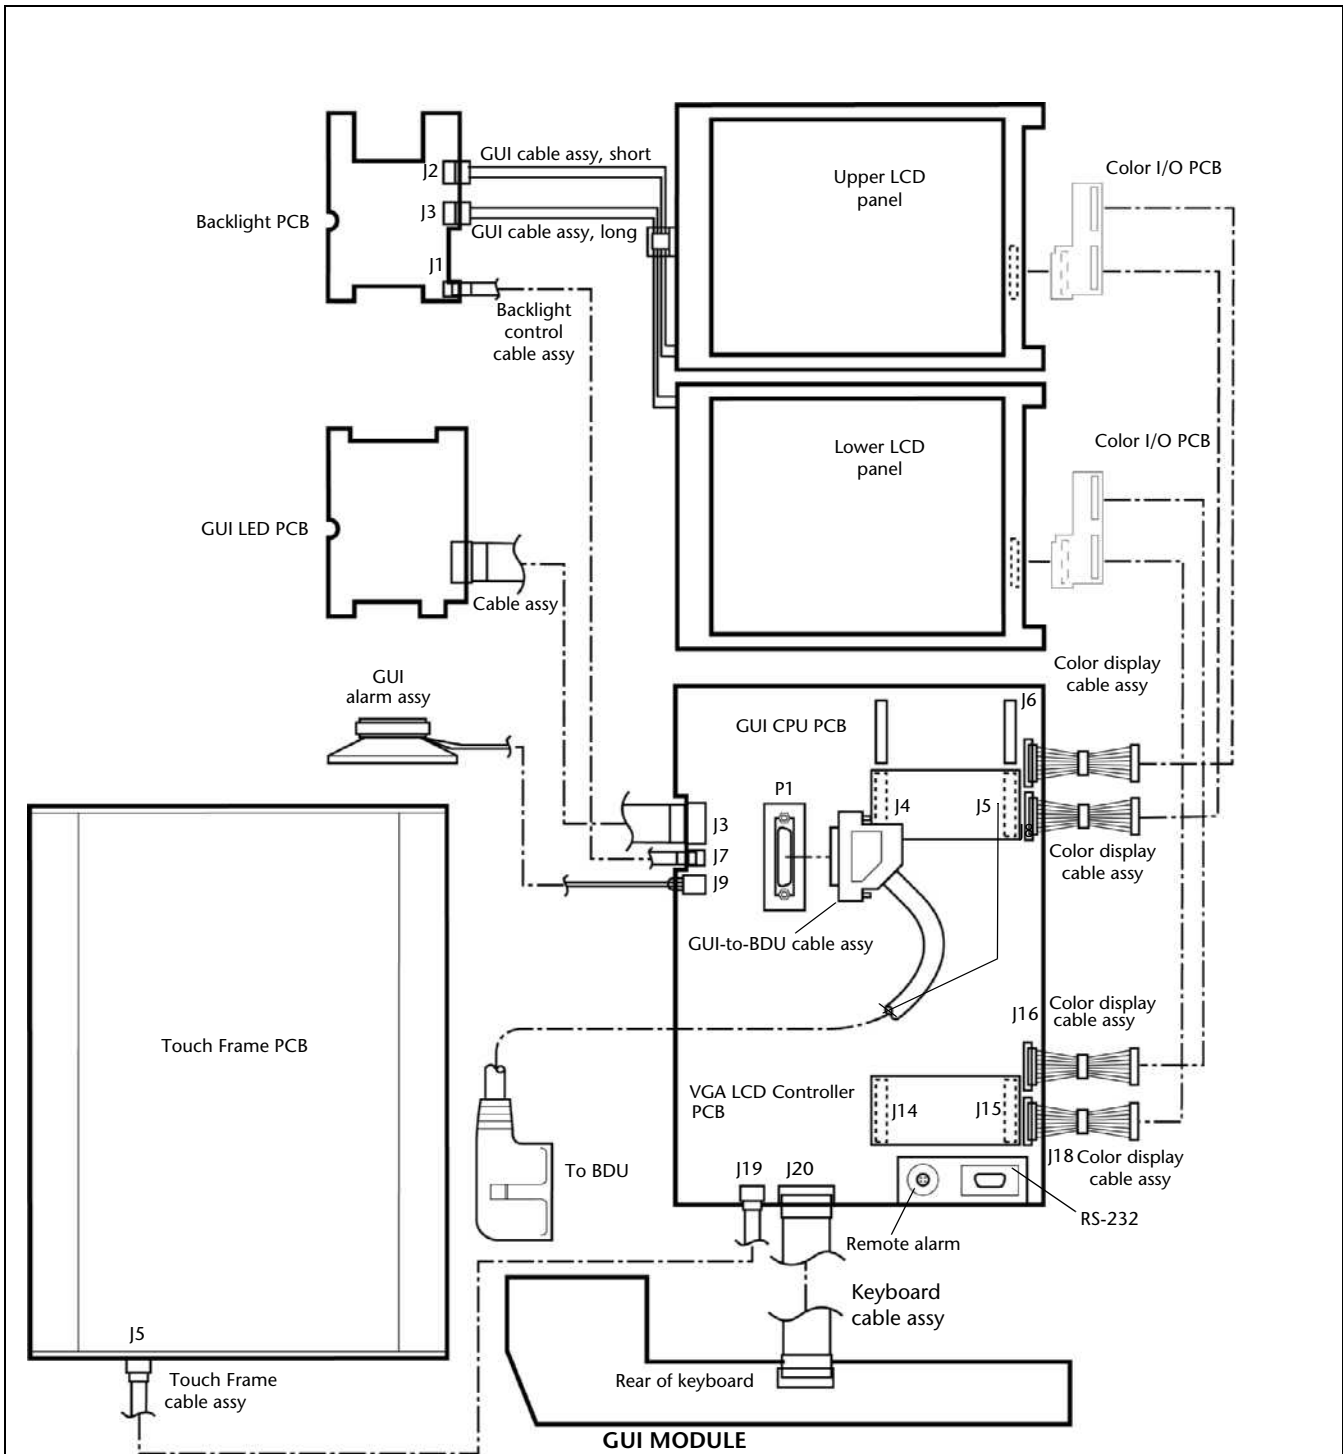 J2
GUI cable assy, short
Backlight PCB
J3
GUI cable assy, long
J1
Backlight
control
cable assy
Upper LCD
panel
Color I/O PCB
Lower LCD
panel
Color I/O PCB
GUI LED PCB
Cable assy
GUI
alarm assy
Color display
cable assy
J6
GUI CPU PCB
P1
J4
J5
J8
J3
J7
J9
Color display
cable assy
GUI-to-BDU cable assy
J16
Color display
cable assy
Touch Frame PCB
VGA LCD Controller
PCB
J14
J15
J18
Color display
cable assy
To BDU
J19
J20
RS-232
Remote alarm
Keyboard
cable assy
J5
Touch Frame
cable assy
Rear of keyboard
GUI MODULE